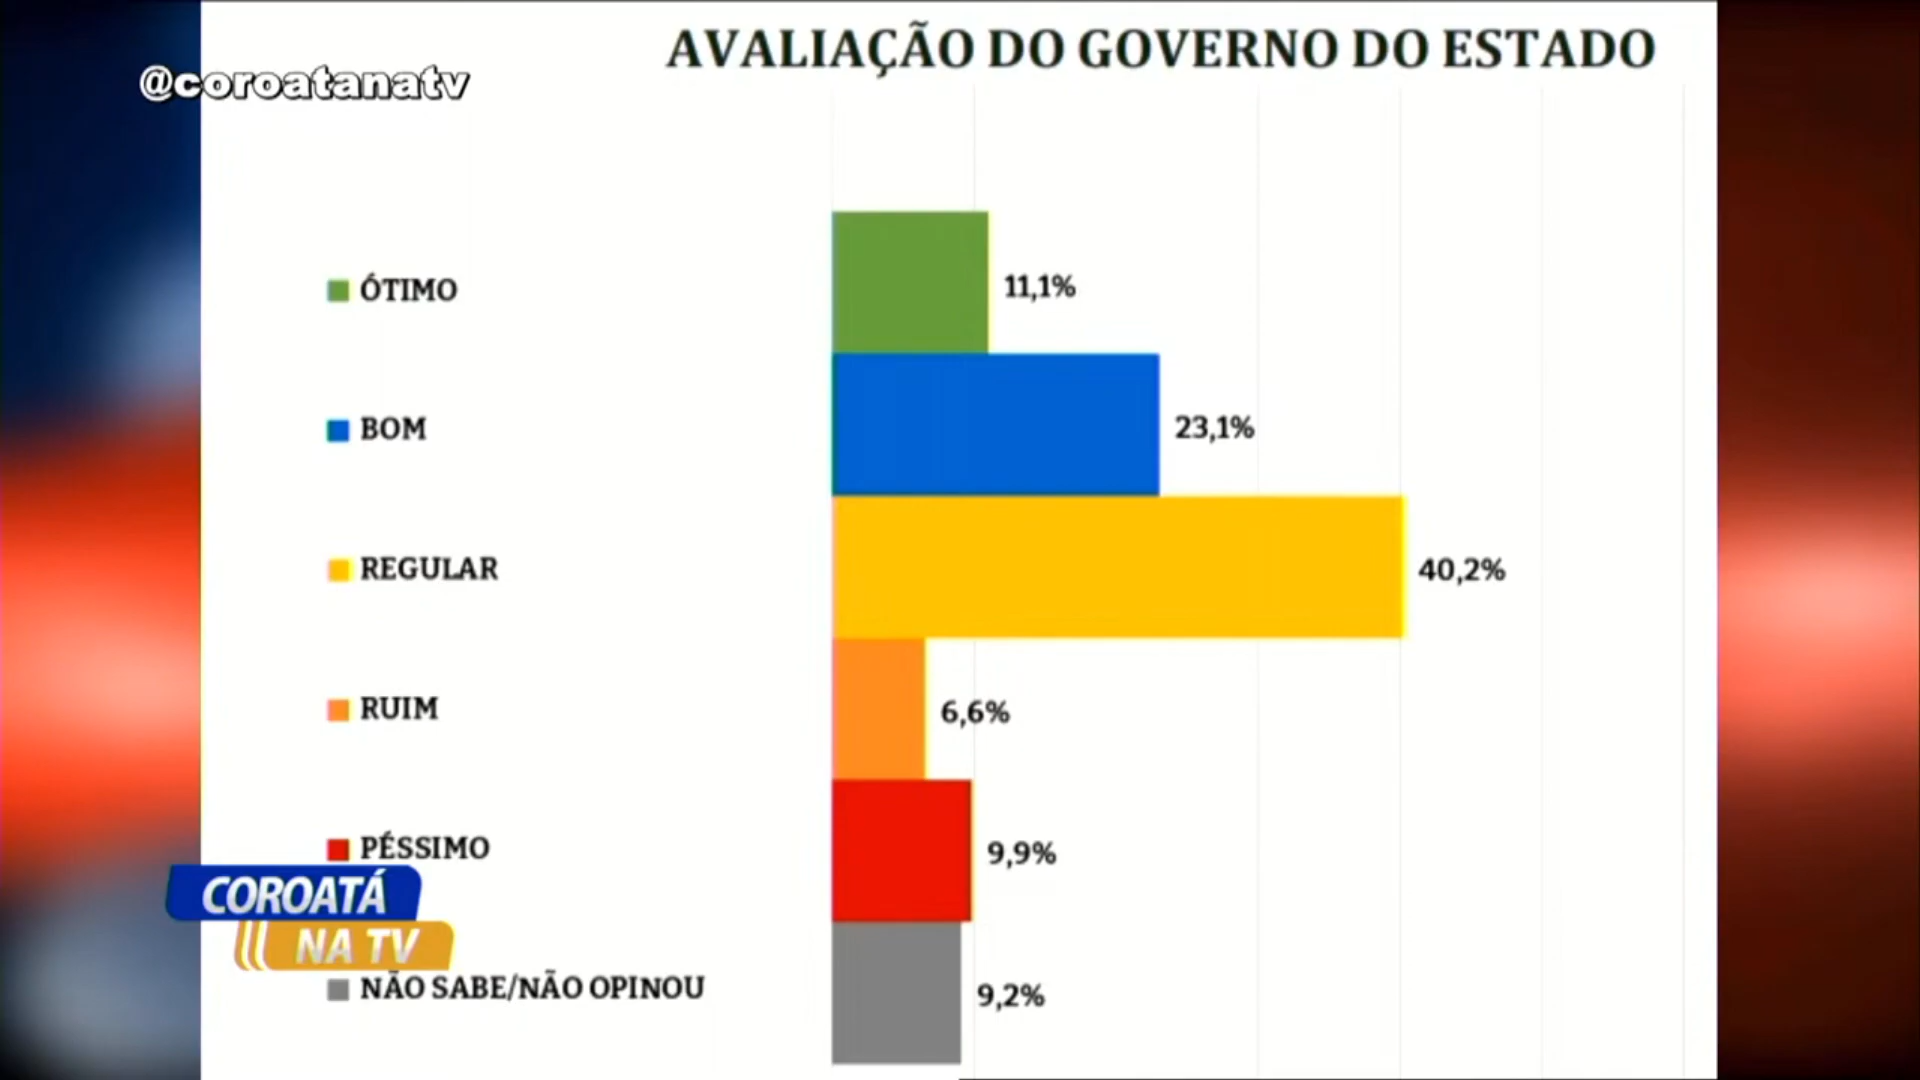 AVALIAÇÃO DO GOVERNO DO ESTADO
@coroatanatv
ÓTIMO
11,1%
BOM
23,1%
REGULAR
40,2%
RUIM
6,6%
PÉSSIMO
9,9%
COROATÁ
NA TV
NÃO SABE/NÃO OPINOU
9,2%